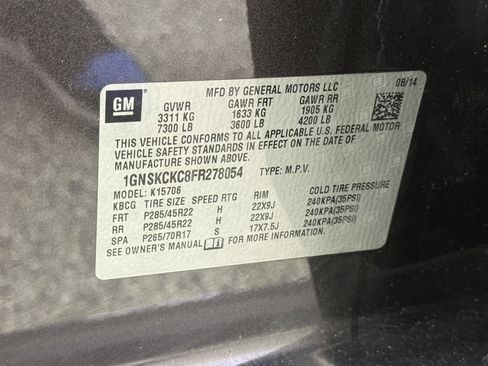 GM
MFD BY GENERAL MOTORS LLC
08/14
GVWR GAWR FRT GAWR RR
3311 KG 1633 KG 1905 KG
7300 LB 3600 LB 4200 LB
THIS VEHICLE CONFORMS TO ALL APPLICABLE U.S. FEDERAL MOTOR
VEHICLE SAFETY STANDARDS IN EFFECT ON THE DATE OF
MANUFACTURE SHOWN ABOVE.
1GNSKCKC8FR278054 TYPE: M.P.V.
MODEL: K15706
KBCG TIRE SIZE SPEED RTG RIM COLD TIRE PRESSURE
FRT P285/45R22 H 22X9J 240KPA(35PSI)
RR P285/45R22 H 22X9J 240KPA(35PSI)
SPA P265/70R17 S 17X7.5J 240KPA(35PSI)
SEE OWNER'S MANUAL FOR MORE INFORMATION.